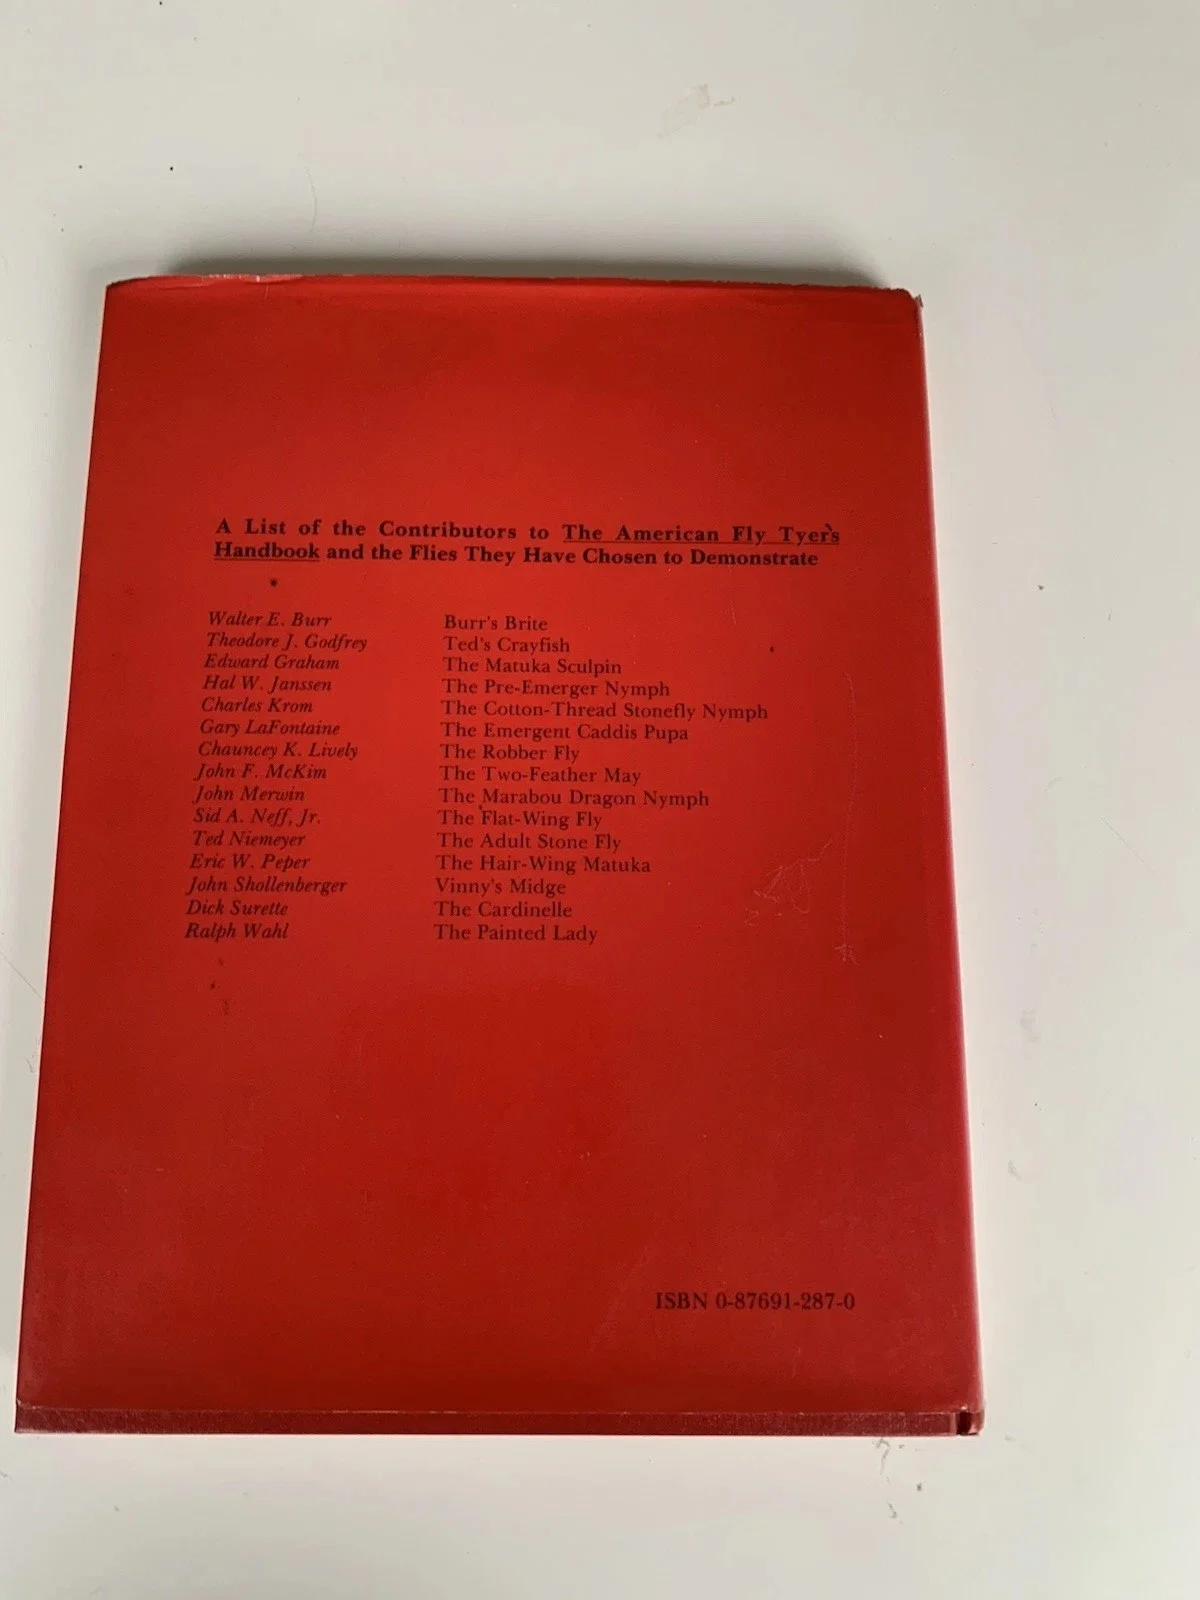 A List of the Contributors to The American Fly Tyer's
Handbook and the Flies They Have Chosen to Demonstrate
Walter E. Burr Burr's Brite
Theodore J. Godfrey Ted's Crayfish
Edward Graham The Matuka Sculpin
Hal W. Janssen The Pre-Emerger Nymph
Charles Krom The Cotton-Thread Stonefly Nymph
Gary LaFontaine The Emergent Caddis Pupa
Chauncey K. Lively The Robber Fly
John F. McKim The Two-Feather May
John Merwin The Marabou Dragon Nymph
Sid A. Neff, Jr. The Flat-Wing Fly
Ted Niemeyer The Adult Stone Fly
Eric W. Peper The Hair-Wing Matuka
John Shollenberger Vinny's Midge
Dick Surette The Cardinelle
Ralph Wahl The Painted Lady
ISBN 0-87691-287-0